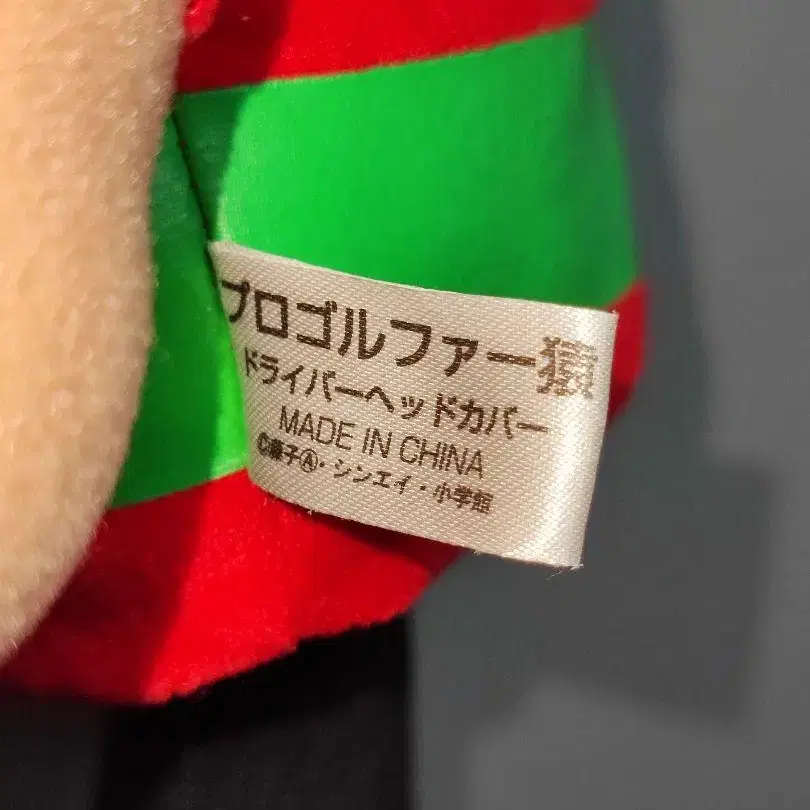 プロゴルファー猿
ドライバーヘッドカバー
MADE IN CHINA
©藤子Ⓐ・シンエイ・小学館